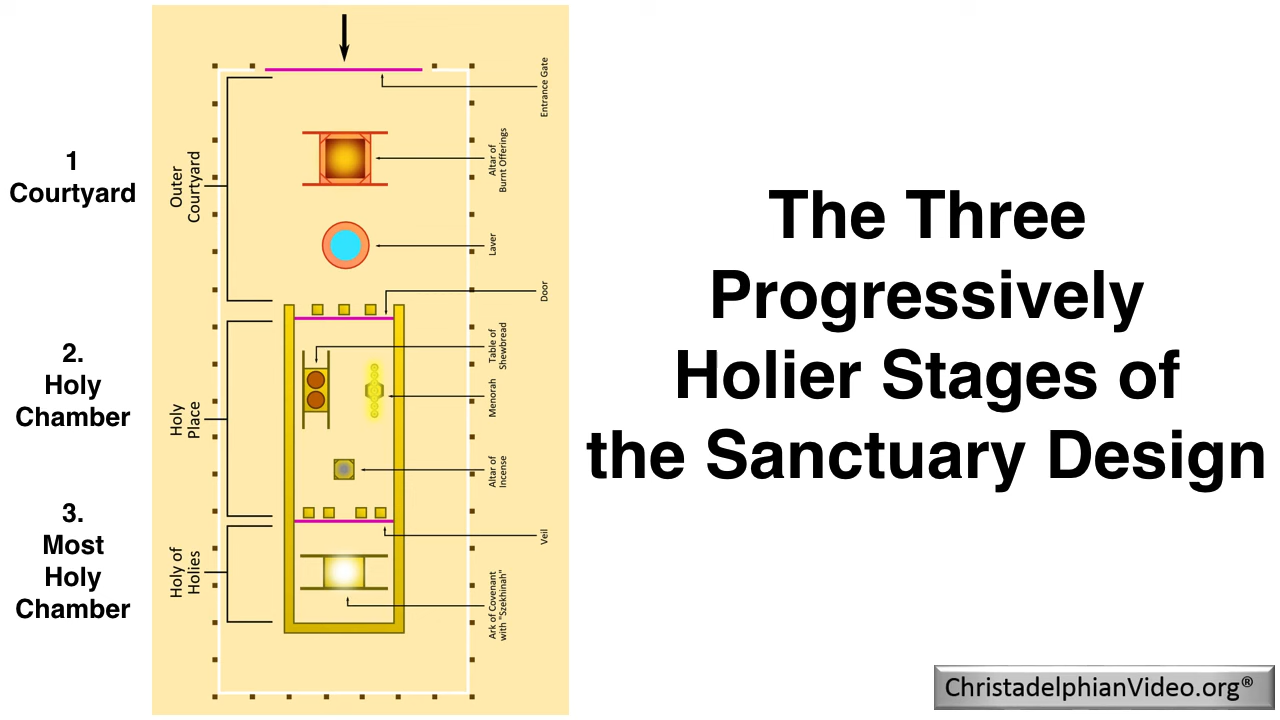 1
Courtyard
2.
Holy
Chamber
3.
Most
Holy
Chamber
Outer
Courtyard
Holy
Place
Holy of
Holies
Entrance Gate
Altar of
Burnt Offerings
Laver
Door
Table of
Shewbread
Menorah
Altar of
Incense
Veil
Ark of Covenant
with "Szekhinah"
The Three
Progressively
Holier Stages of
the Sanctuary Design
ChristadelphianVideo.org®